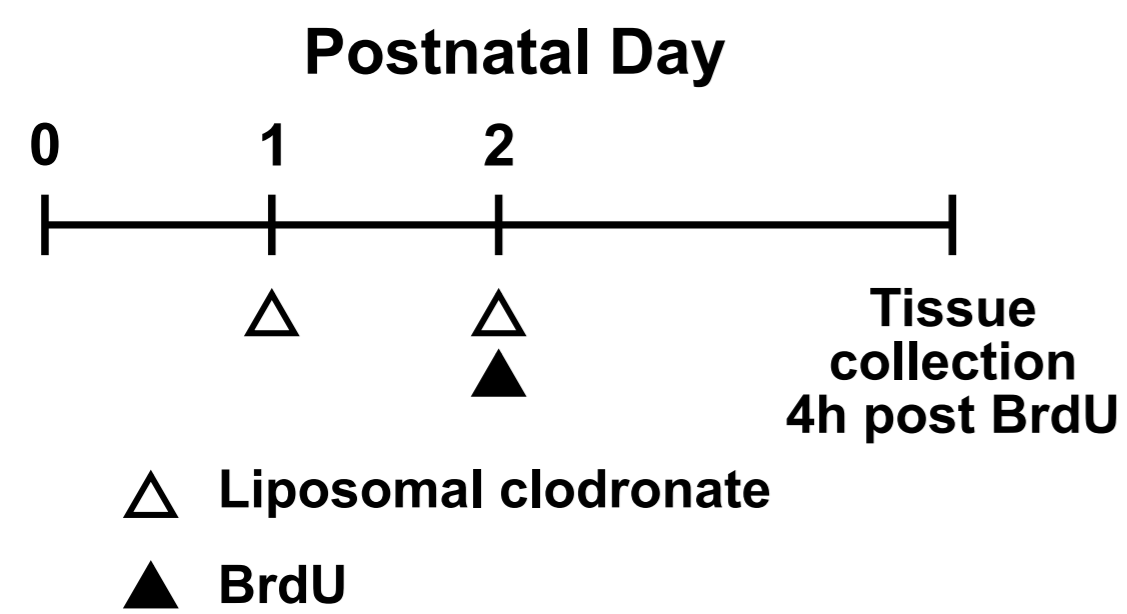 Postnatal Day
0 1 2
Tissue
collection
4h post BrdU
Liposomal clodronate
BrdU